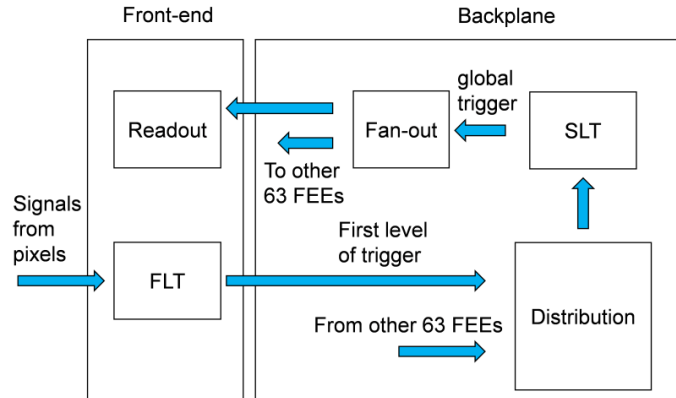 Front-end
Backplane
global
trigger
Readout
Fan-out
SLT
To other
63 FEEs
Signals
from
pixels
First level
of trigger
FLT
From other 63 FEEs
Distribution